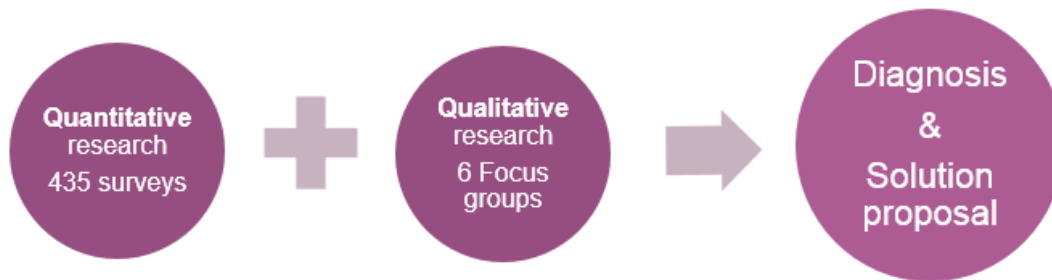 Quantitative
research
435 surveys
Qualitative
research
6 Focus
groups
Diagnosis
&
Solution
proposal